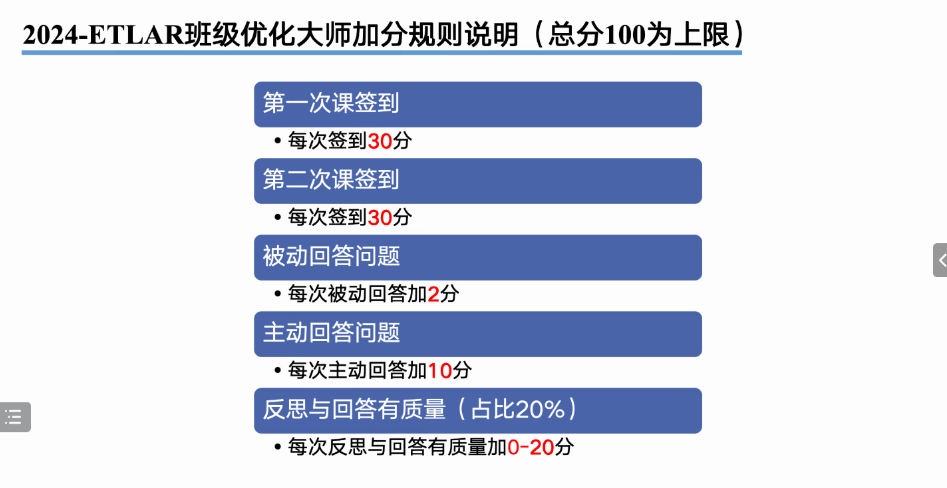 2024-ETLAR班级优化大师加分规则说明（总分100为上限）
第一次课签到
• 每次签到30分
第二次课签到
• 每次签到30分
被动回答问题
• 每次被动回答加2分
主动回答问题
• 每次主动回答加10分
反思与回答有质量（占比20%）
• 每次反思与回答有质量加0-20分